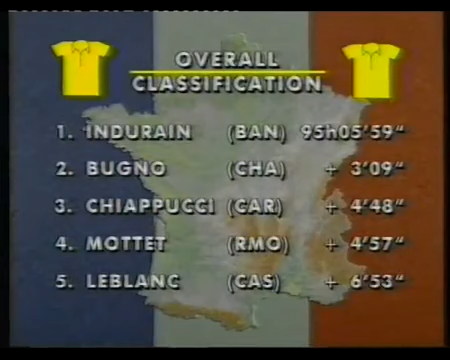 OVERALL
CLASSIFICATION
1. INDURAIN (BAN) 95h05'59"
2. BUGNO (CHA) + 3'09"
3. CHIAPPUCCI (CAR) + 4'48"
4. MOTTET (RMO) + 4'57"
5. LEBLANC (CAS) + 6'53"